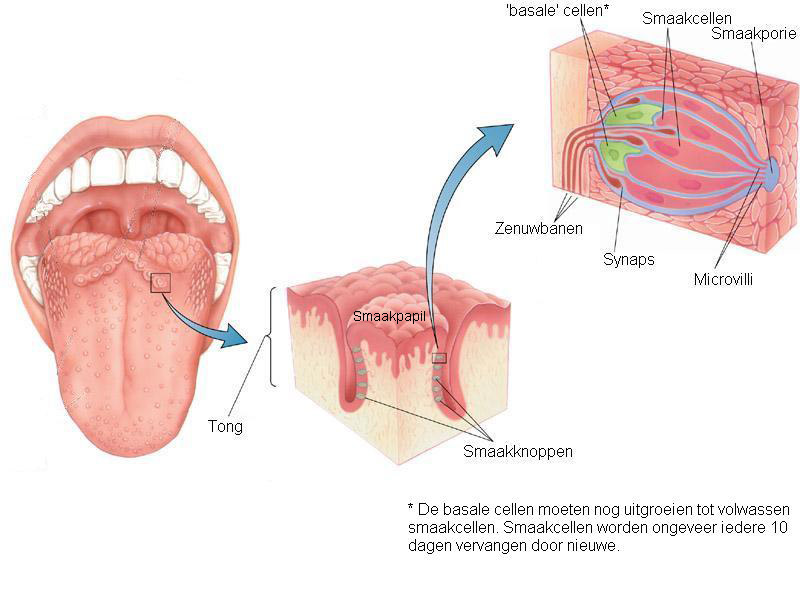 'basale' cellen*
Smaakcellen
Smaakporie
Zenuwbanen
Synaps
Microvilli
Smaakpapil
Tong
Smaakknoppen
* De basale cellen moeten nog uitgroeien tot volwassen
smaakcellen. Smaakcellen worden ongeveer iedere 10
dagen vervangen door nieuwe.